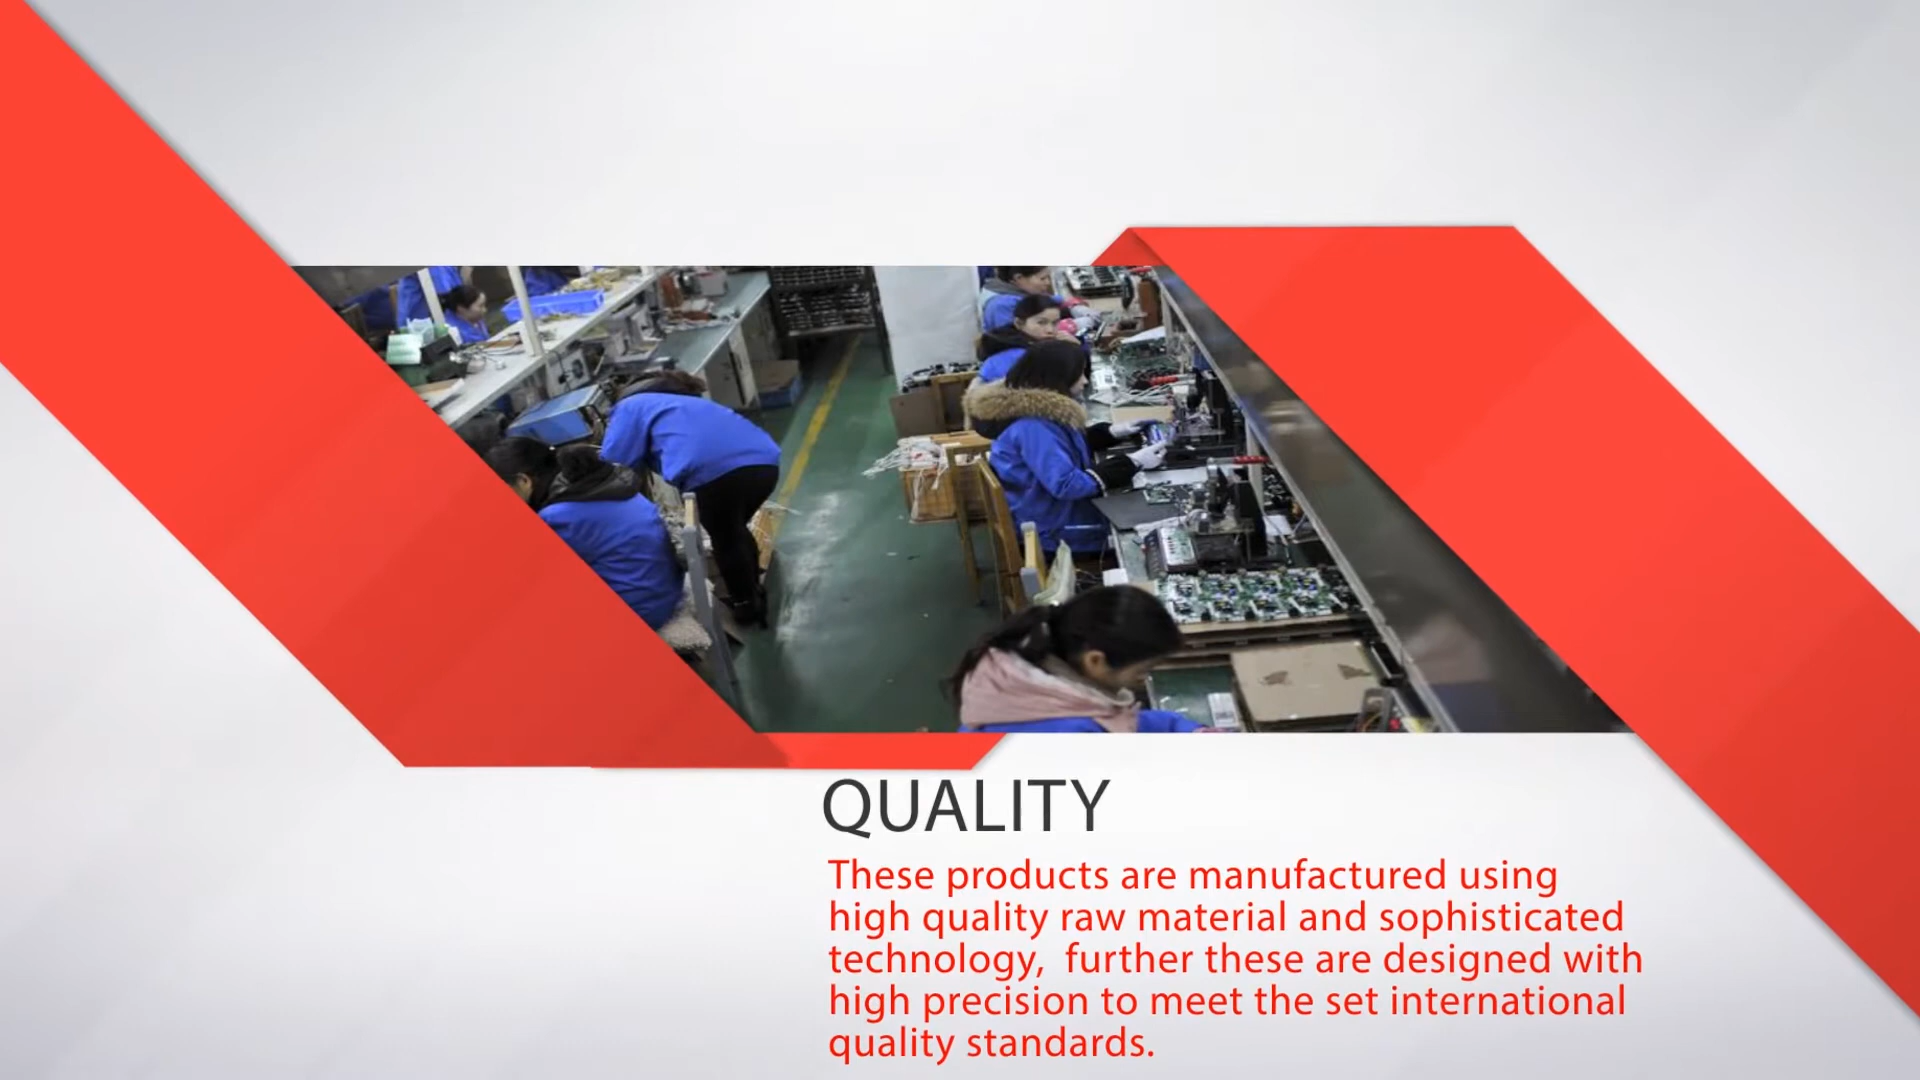 QUALITY
These products are manufactured using
high quality raw material and sophisticated
technology,  further these are designed with
high precision to meet the set international
quality standards.